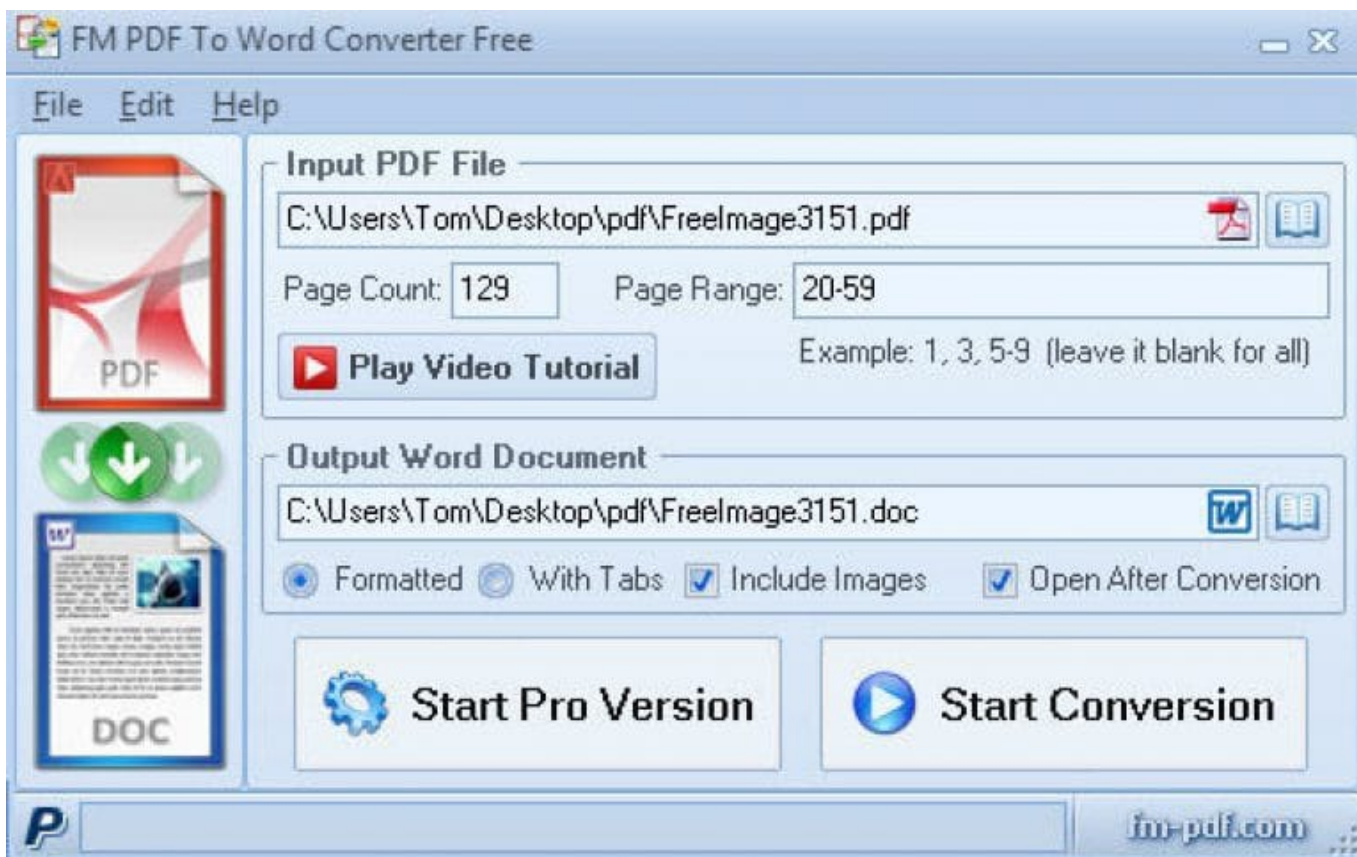 FM PDF To Word Converter Free
File Edit Help
Input PDF File
C:\Users\Tom\Desktop\pdf\FreeImage3151.pdf
Page Count: 129 Page Range: 20-59
Play Video Tutorial
Example: 1, 3, 5-9 (leave it blank for all)
PDF
Output Word Document
C:\Users\Tom\Desktop\pdf\FreeImage3151.doc
W
Formatted With Tabs Include Images Open After Conversion
W
DOC
Start Pro Version
Start Conversion
P
fm-pdf.com